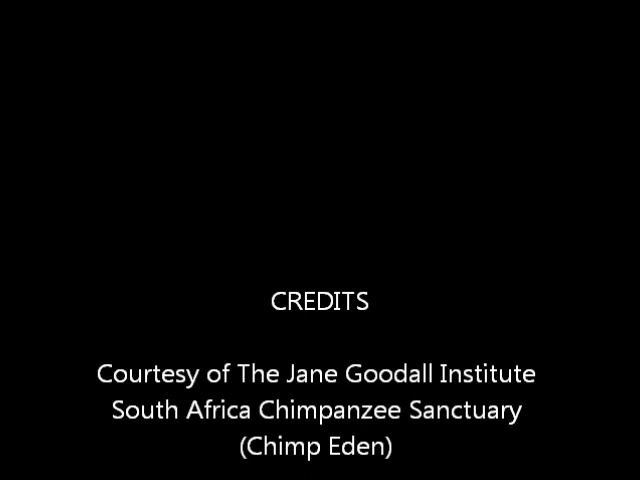 CREDITS
Courtesy of The Jane Goodall Institute
South Africa Chimpanzee Sanctuary
(Chimp Eden)